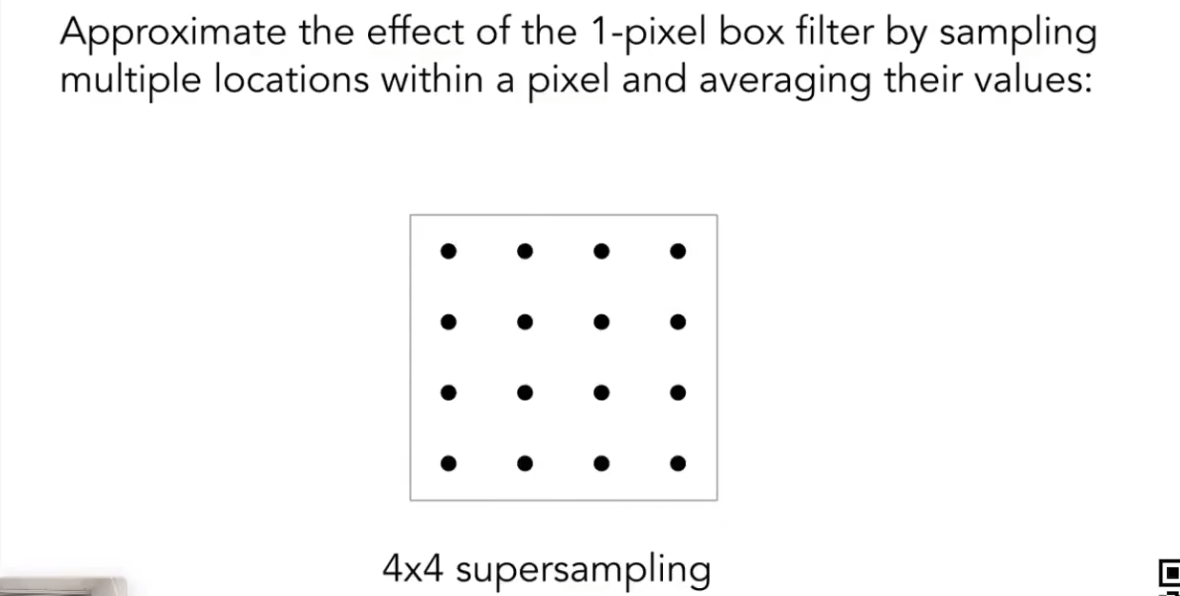 Approximate the effect of the 1-pixel box filter by sampling
multiple locations within a pixel and averaging their values:
4x4 supersampling